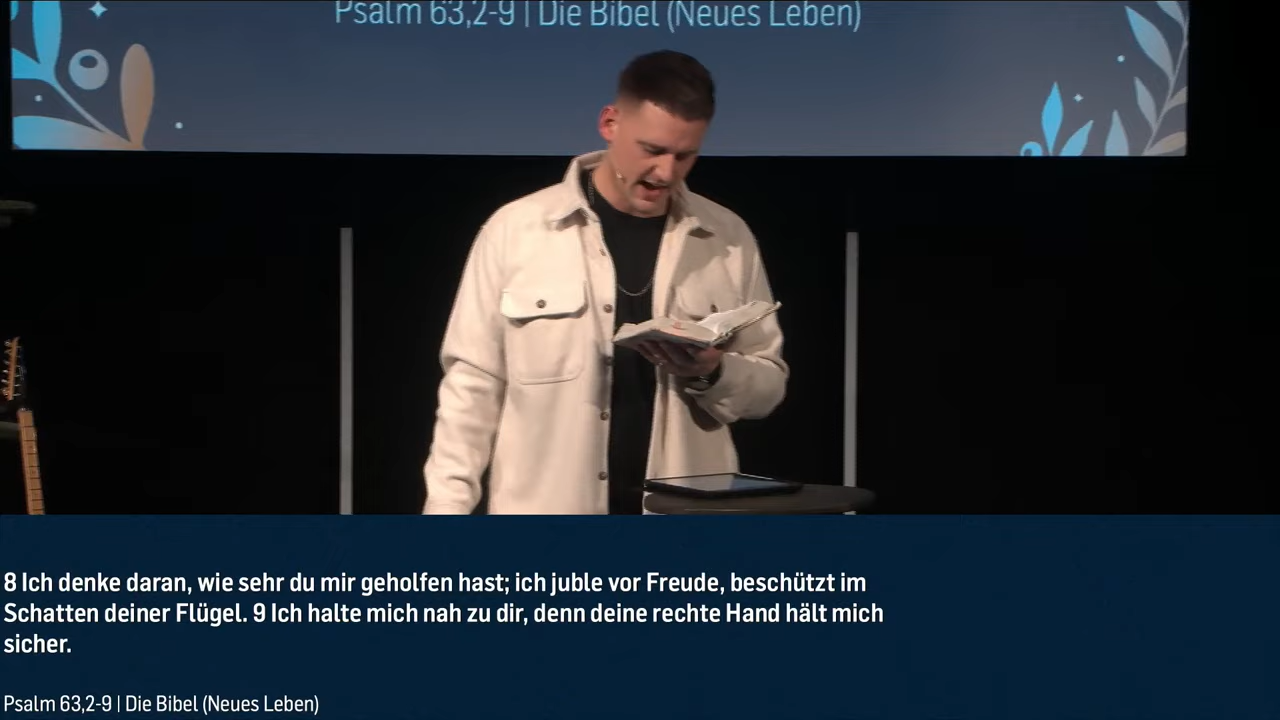 Psalm 63,2-9 | Die Bibel (Neues Leben)
8 Ich denke daran, wie sehr du mir geholfen hast; ich juble vor Freude, beschützt im
Schatten deiner Flügel. 9 Ich halte mich nah zu dir, denn deine rechte Hand hält mich
sicher.
Psalm 63,2-9 | Die Bibel (Neues Leben)